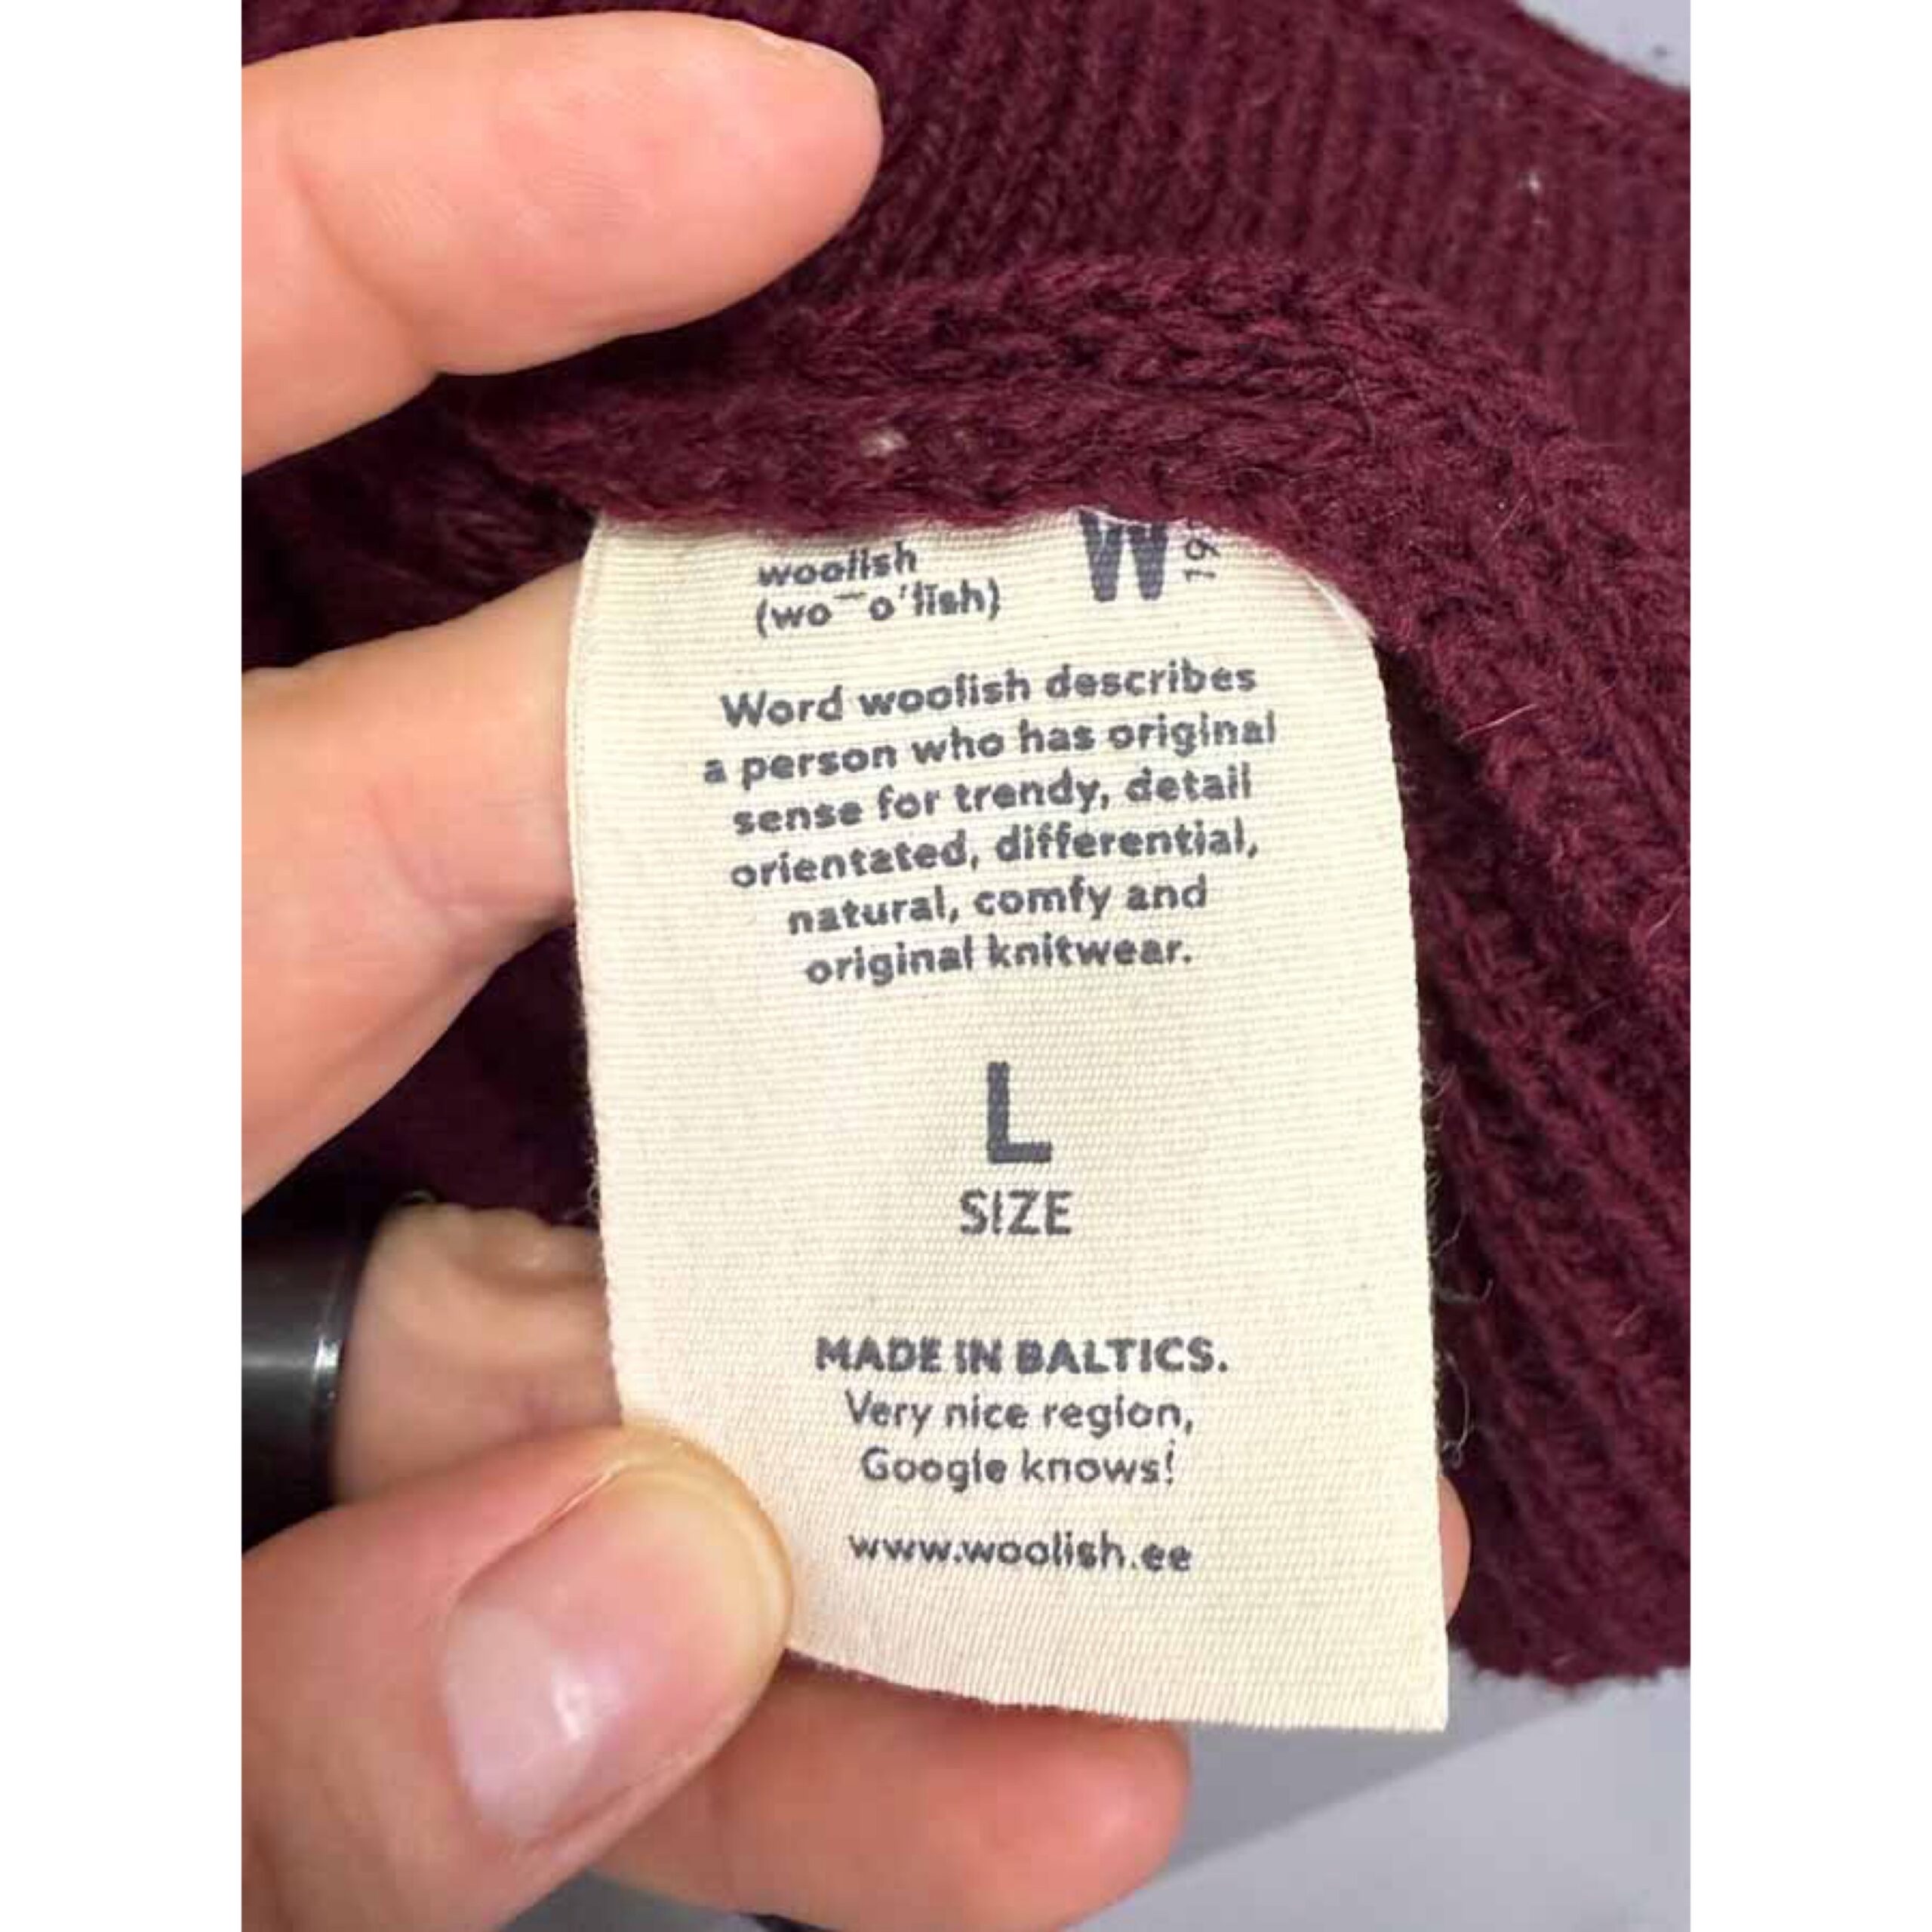 woolish
W
(wo¯o'lish)
Word woolish describes
a person who has original
sense for trendy, detail
orientated, differential,
natural, comfy and
original knitwear.
L
SIZE
MADE IN BALTICS.
Very nice region,
Google knows!
www.woolish.ee